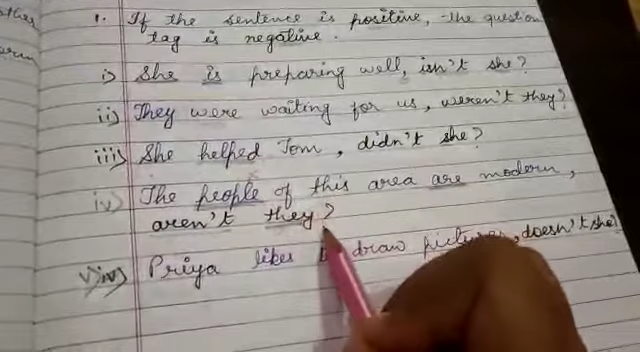 1. If the sentence is positive, the question
tag is negative.
i) She is preparing well, isn't she?
ii) They were waiting for us, weren't they?
iii) She helped Tom, didn't she?
iv) The people of this area are modern,
aren't they?
v) Priya likes draw pictures, doesn't she?